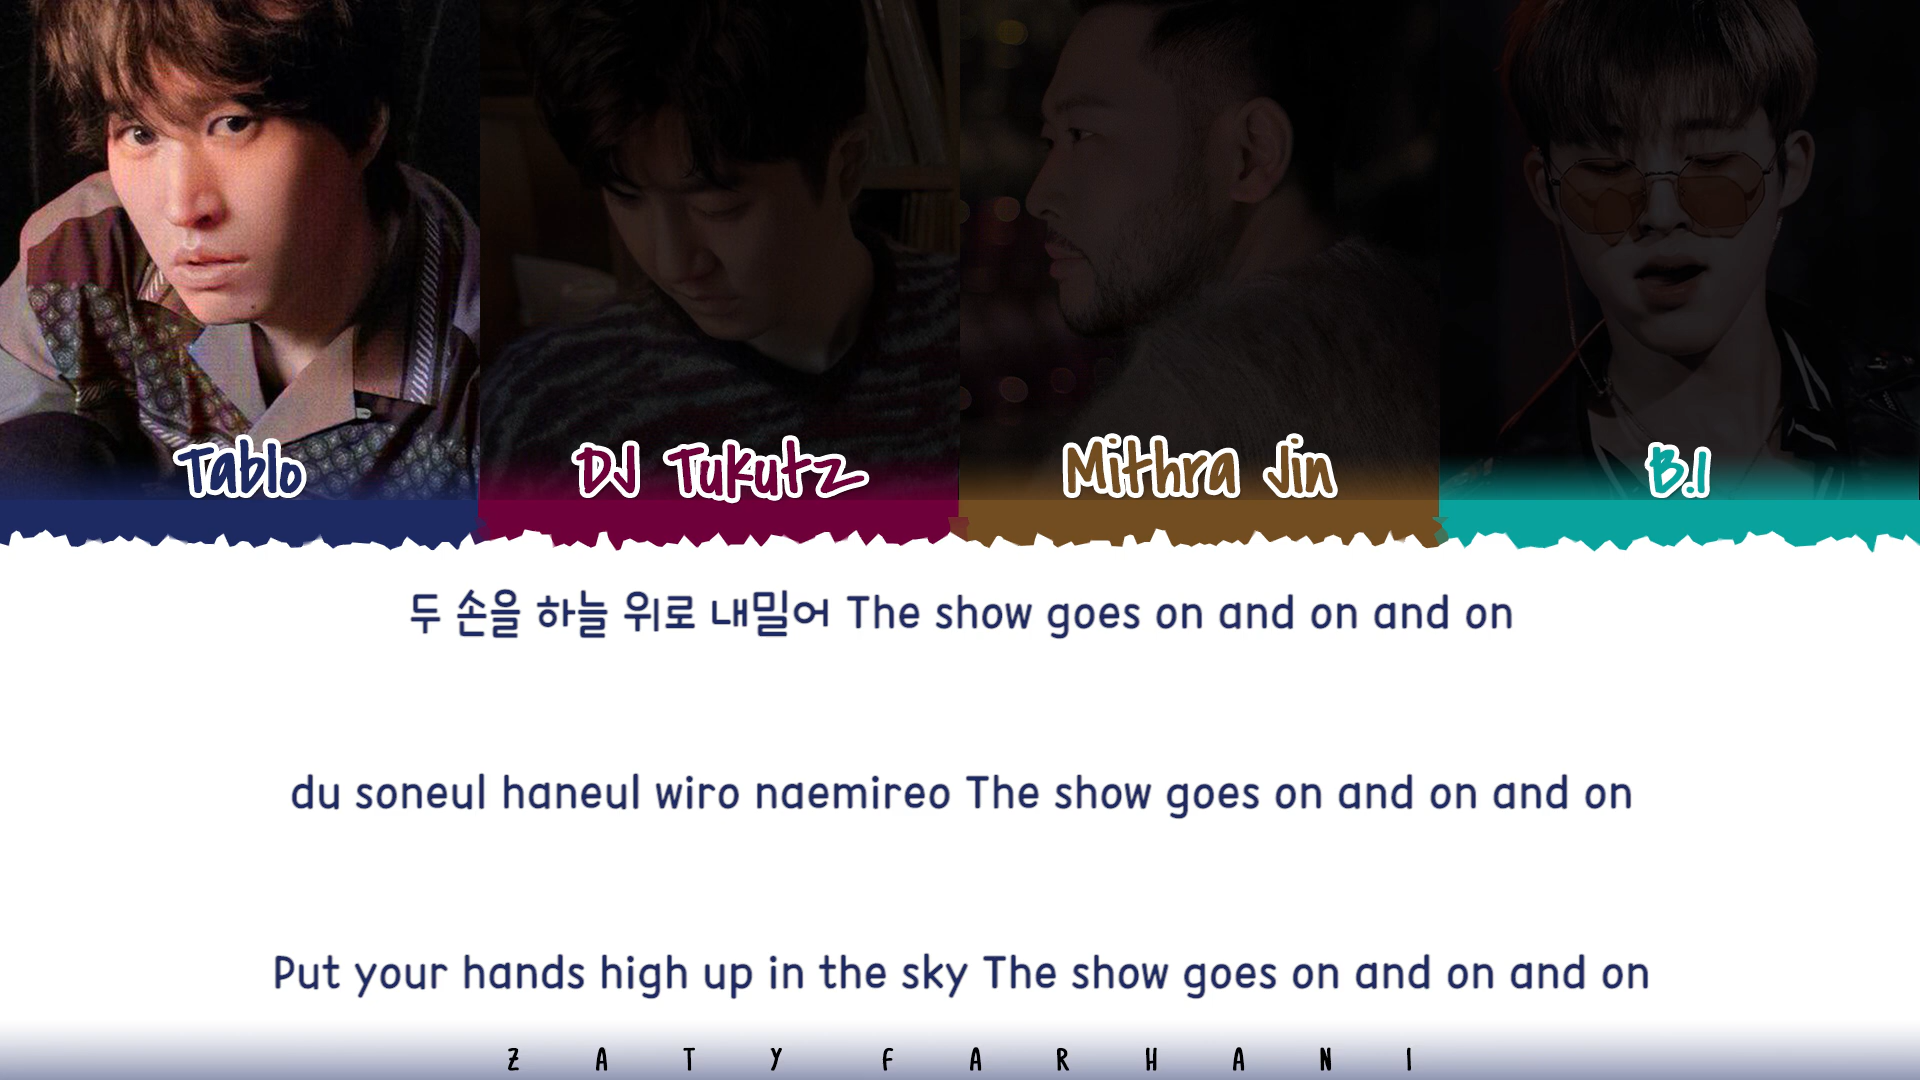 Tablo
DJ Tukutz
Mithra Jin
B.I
두 손을 하늘 위로 내밀어 The show goes on and on and on
du soneul haneul wiro naemireo The show goes on and on and on
Put your hands high up in the sky The show goes on and on and on
ZATY FARHANI